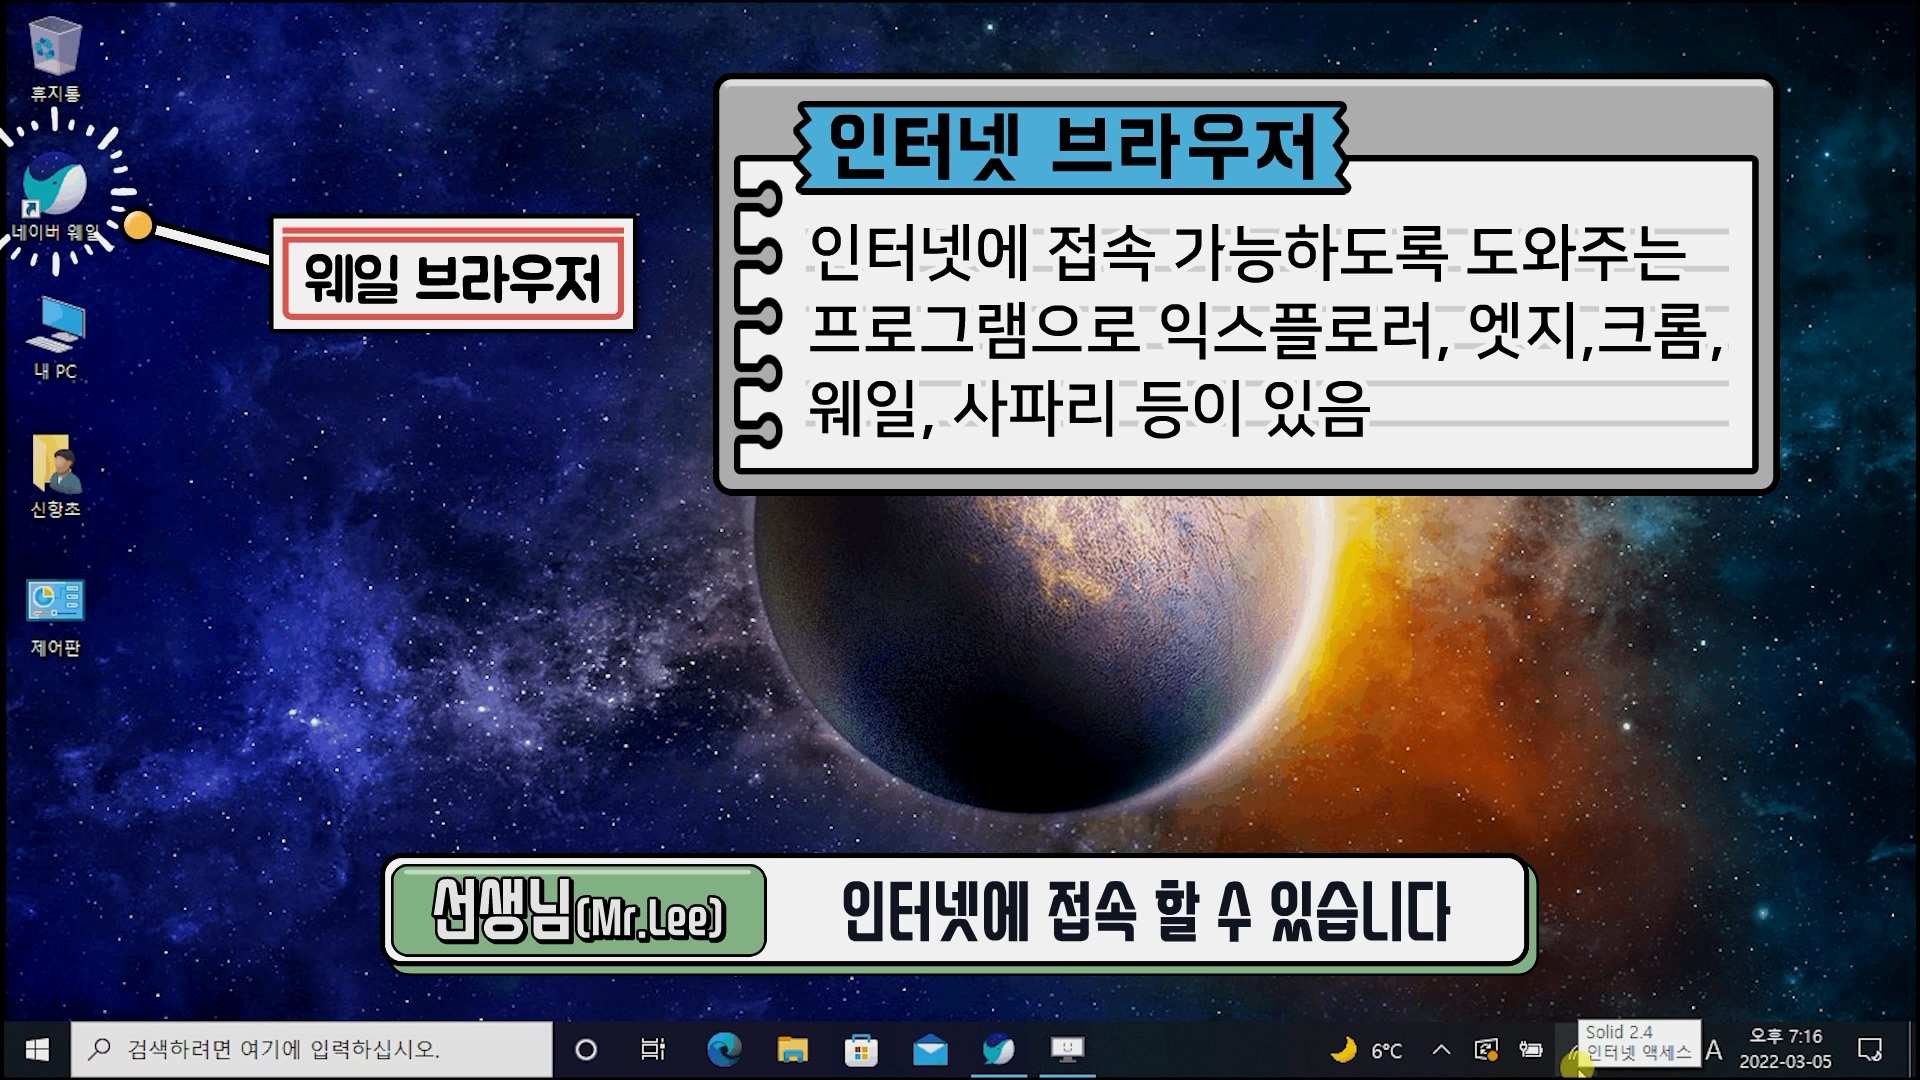 휴지통
네이버 웨일
내 PC
신항초
제어판
웨일 브라우저
인터넷 브라우저
인터넷에 접속 가능하도록 도와주는
프로그램으로 익스플로러, 엣지,크롬,
웨일, 사파리 등이 있음
선생님(Mr.Lee)
인터넷에 접속 할 수 있습니다
검색하려면 여기에 입력하십시오.
6°C
Solid 2.4
인터넷 액세스
A
오후 7:16
2022-03-05